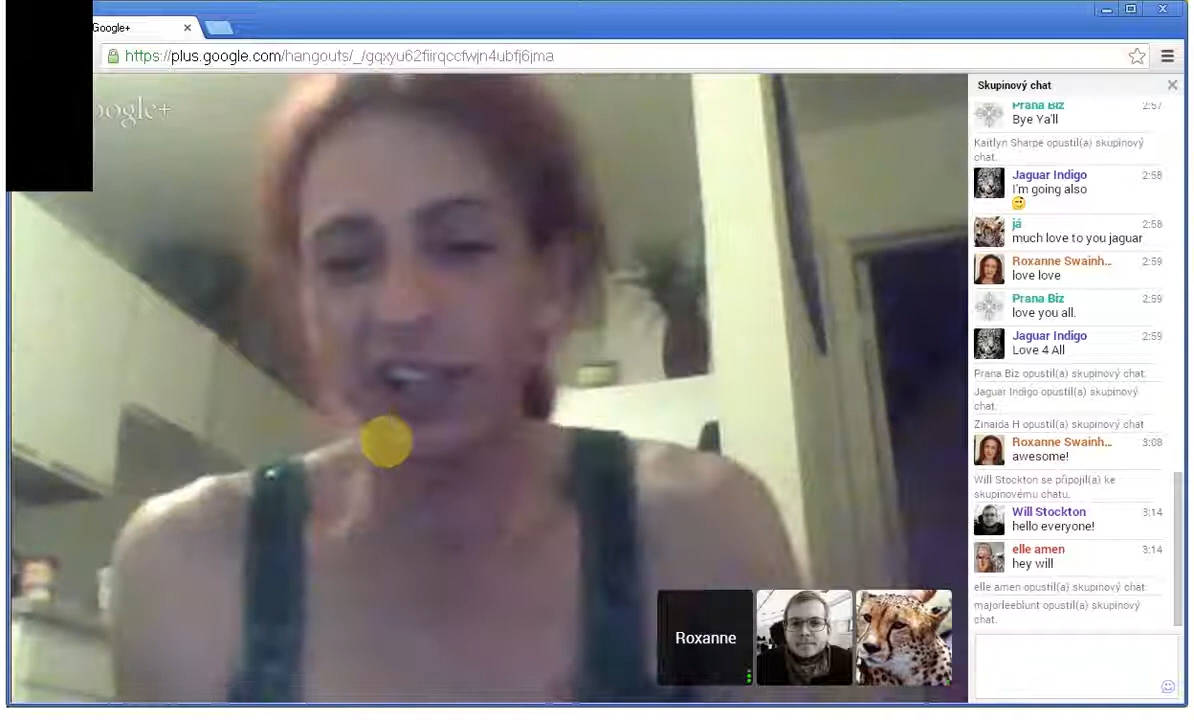 Google+
https://plus.google.com/hangouts/_/gqxyu62fiirqccfwjn4ubfj6jma
oogle+
Skupinový chat
Prana Biz 2:57
Bye Ya'll
Kaitlyn Sharpe opustil(a) skupinový
chat.
Jaguar Indigo 2:58
I'm going also
já 2:58
much love to you jaguar
Roxanne Swainh... 2:59
love love
Prana Biz 2:59
love you all.
Jaguar Indigo 2:59
Love 4 All
Prana Biz opustil(a) skupinový chat.
Jaguar Indigo opustil(a) skupinový
chat.
Zinaida H opustil(a) skupinový chat
Roxanne Swainh... 3:08
awesome!
Will Stockton se připojil(a) ke
skupinovému chatu.
Will Stockton 3:14
hello everyone!
elle amen 3:14
hey will
elle amen opustil(a) skupinový chat.
majorleeblunt opustil(a) skupinový
chat.
Roxanne